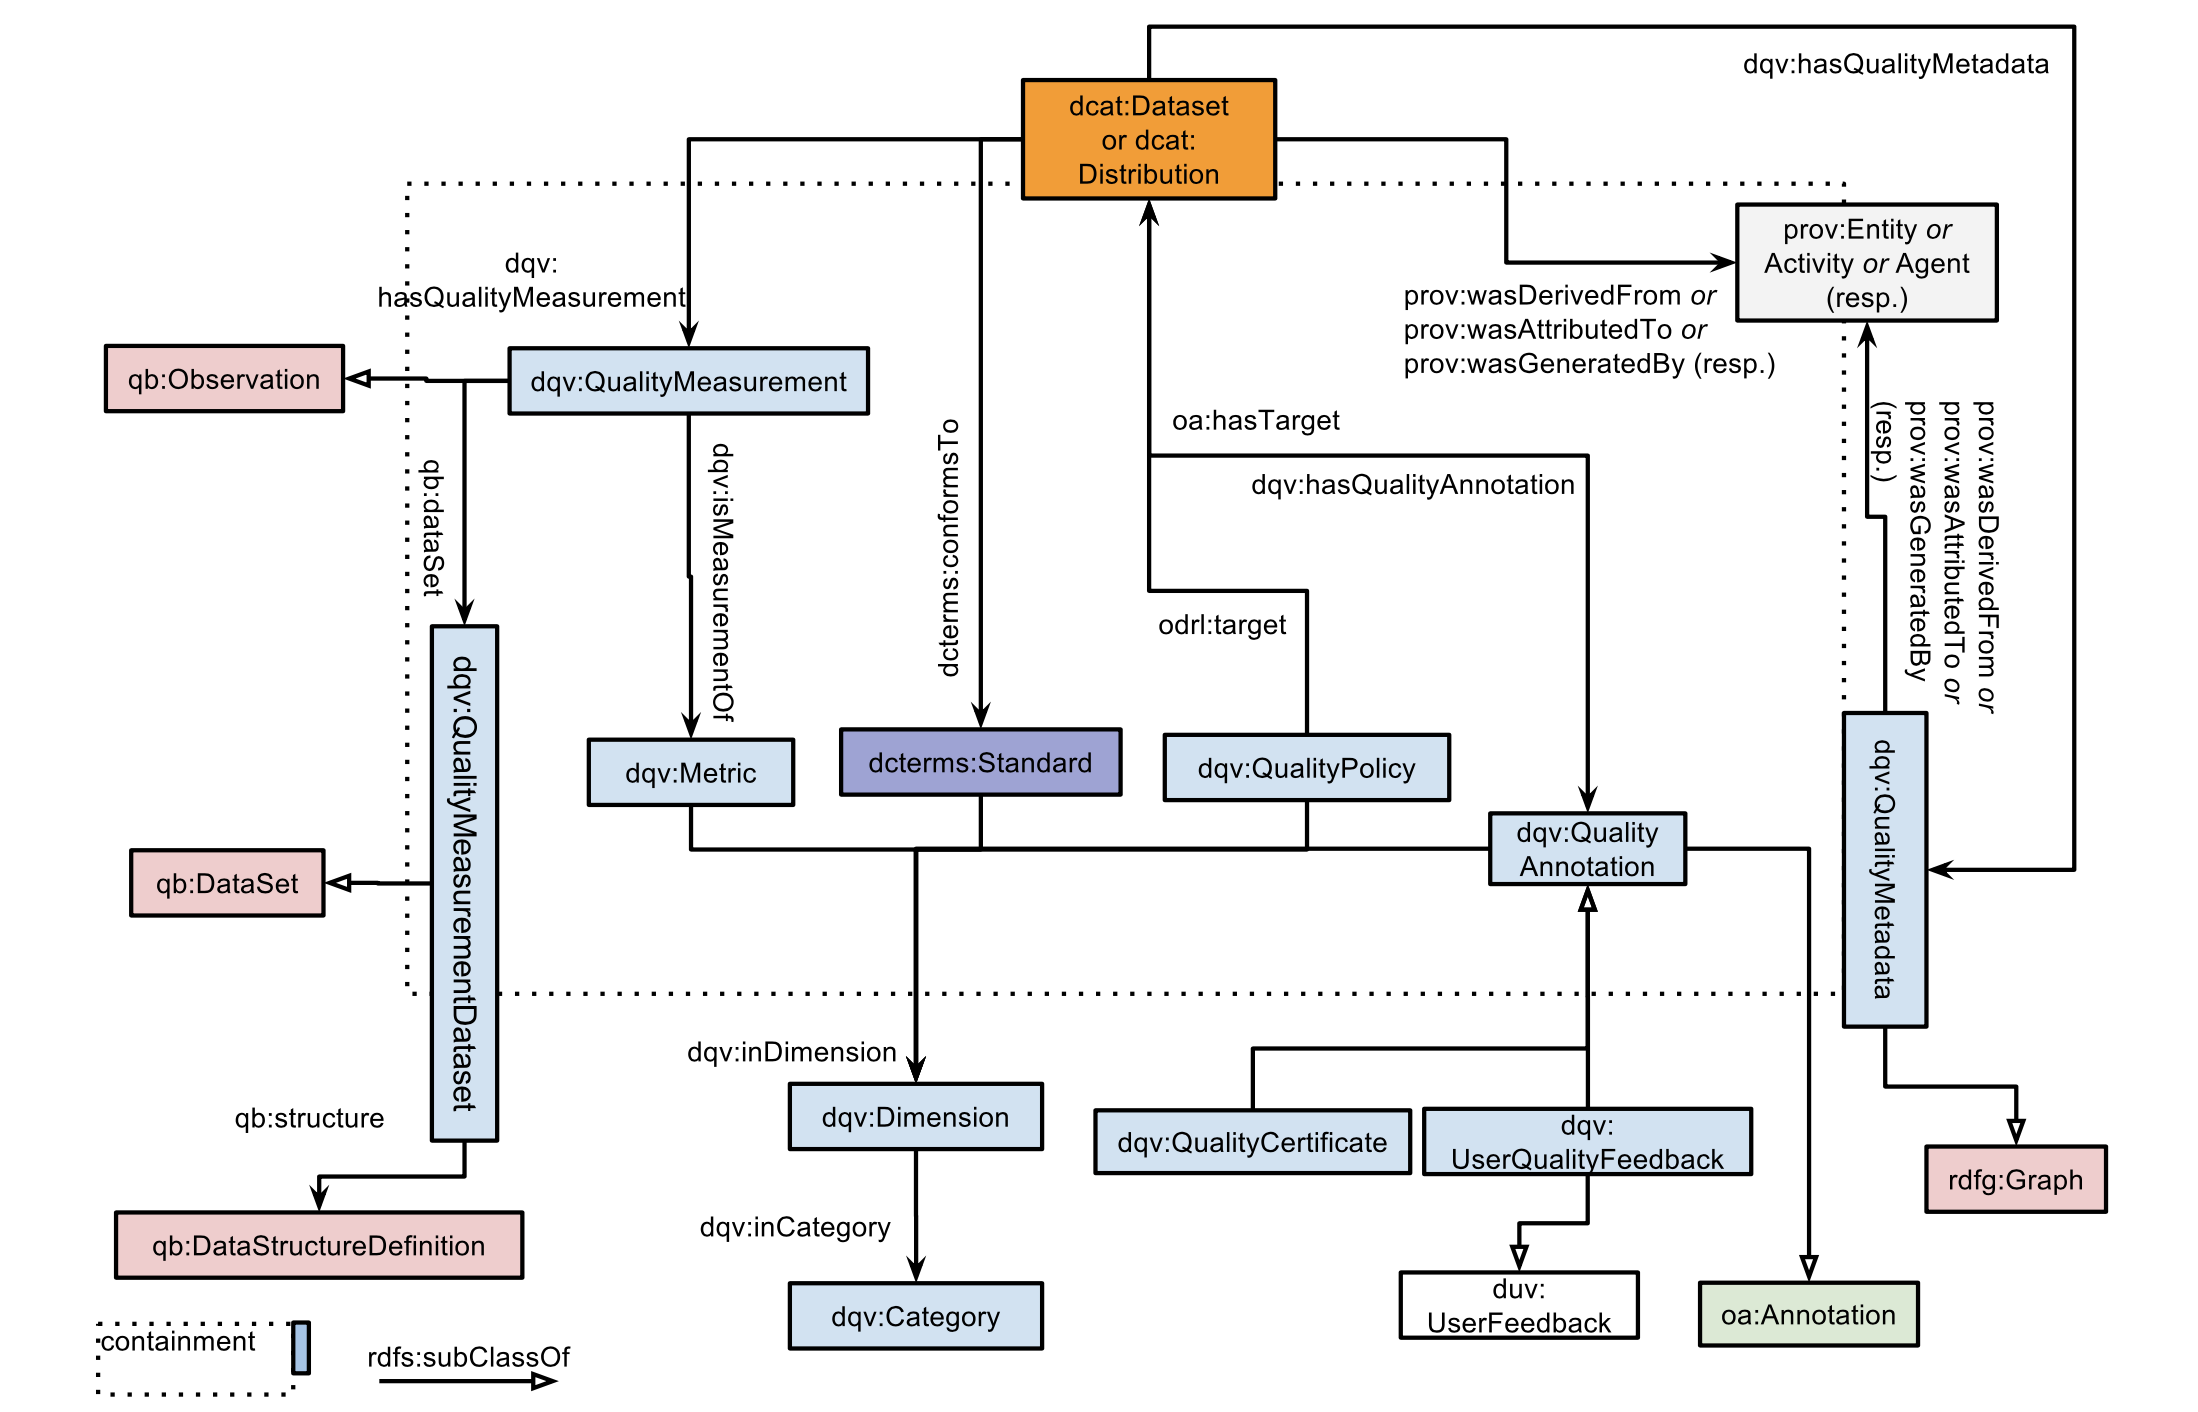 dqv:hasQualityMetadata
dcat:Dataset
or dcat:
Distribution
prov:Entity or
Activity or Agent
(resp.)
dqv:
hasQualityMeasurement
prov:wasDerivedFrom or
prov:wasAttributedTo or
prov:wasGeneratedBy (resp.)
qb:Observation
dqv:QualityMeasurement
oa:hasTarget
dqv:hasQualityAnnotation
prov:wasDerivedFrom or
prov:wasAttributedTo or
prov:wasGeneratedBy
(resp.)
qb:dataSet
dqv:isMeasurementOf
dcterms:conformsTo
odrl:target
dqv:QualityMeasurementDataset
dqv:Metric
dcterms:Standard
dqv:QualityPolicy
dqv:Quality
Annotation
dqv:QualityMetadata
qb:DataSet
dqv:inDimension
qb:structure
dqv:Dimension
dqv:QualityCertificate
dqv:
UserQualityFeedback
rdfg:Graph
dqv:inCategory
qb:DataStructureDefinition
dqv:Category
duv:
UserFeedback
oa:Annotation
containment
rdfs:subClassOf